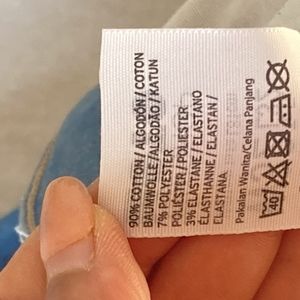 90% COTTON / ALGODÓN / COTON
BAUMWOLLE / ALGODÃO / KATUN
7% POLYESTER
POLIÉSTER / POLIESTER
3% ELASTANE / ELASTANO
ÉLASTHANNE / ELASTAN /
ELASTANA
Pakaian Wanita/Celana Panjang
40